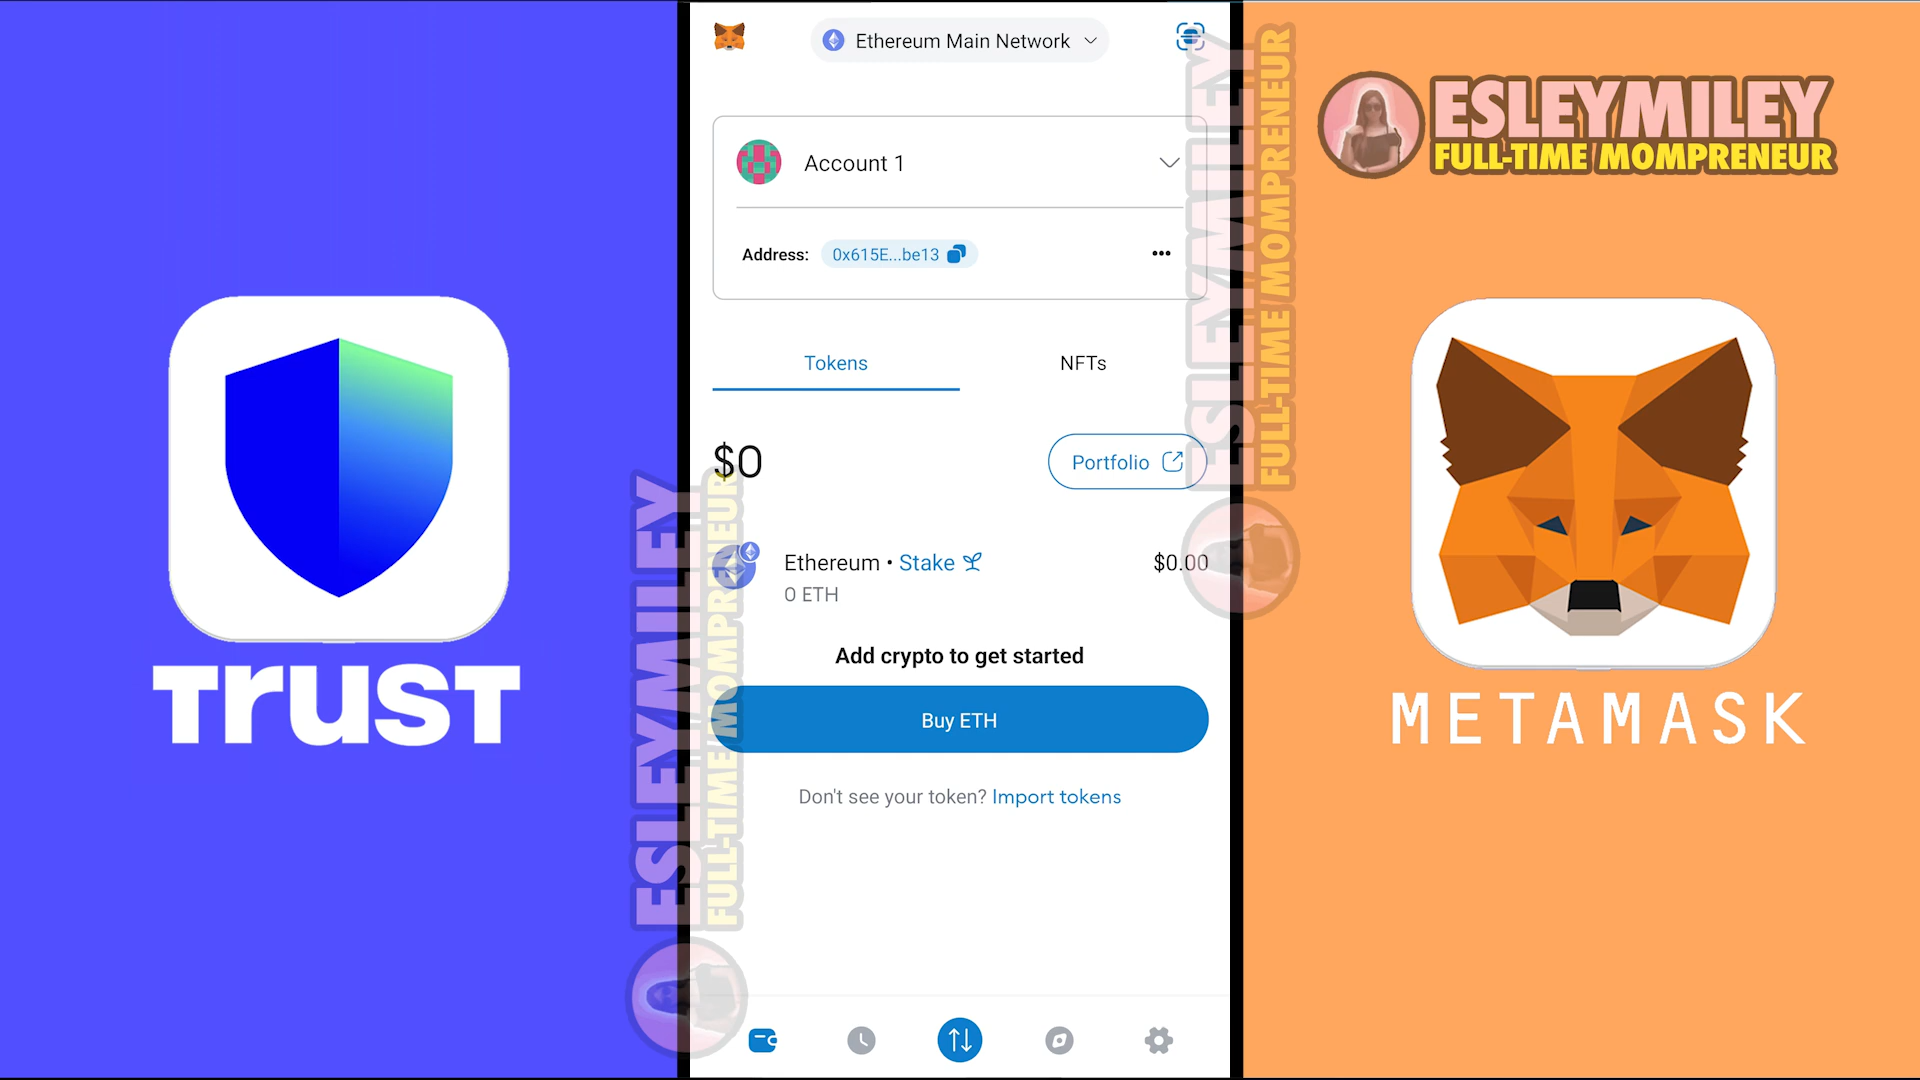 Ethereum Main Network
ESLEYMILEY
FULL-TIME MOMPRENEUR
Account 1
Address: 0x615E...be13
Tokens
NFTs
$0
Portfolio
Ethereum • Stake
$0.00
0 ETH
Add crypto to get started
Buy ETH
Don't see your token? Import tokens
TRUST
METAMASK
ESLEYMILEY
FULL-TIME MOMPRENEUR
ESLEYMILEY
FULL-TIME MOMPRENEUR